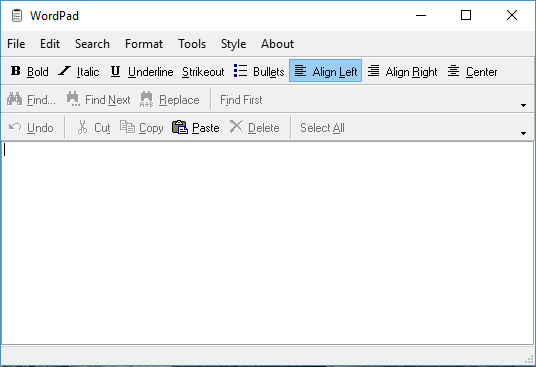 WordPad
File Edit Search Format Tools Style About
B Bold I Italic U Underline Strikeout Bullets Align Left Align Right Center
Find... Find Next Replace Find First
Undo Cut Copy Paste Delete Select All